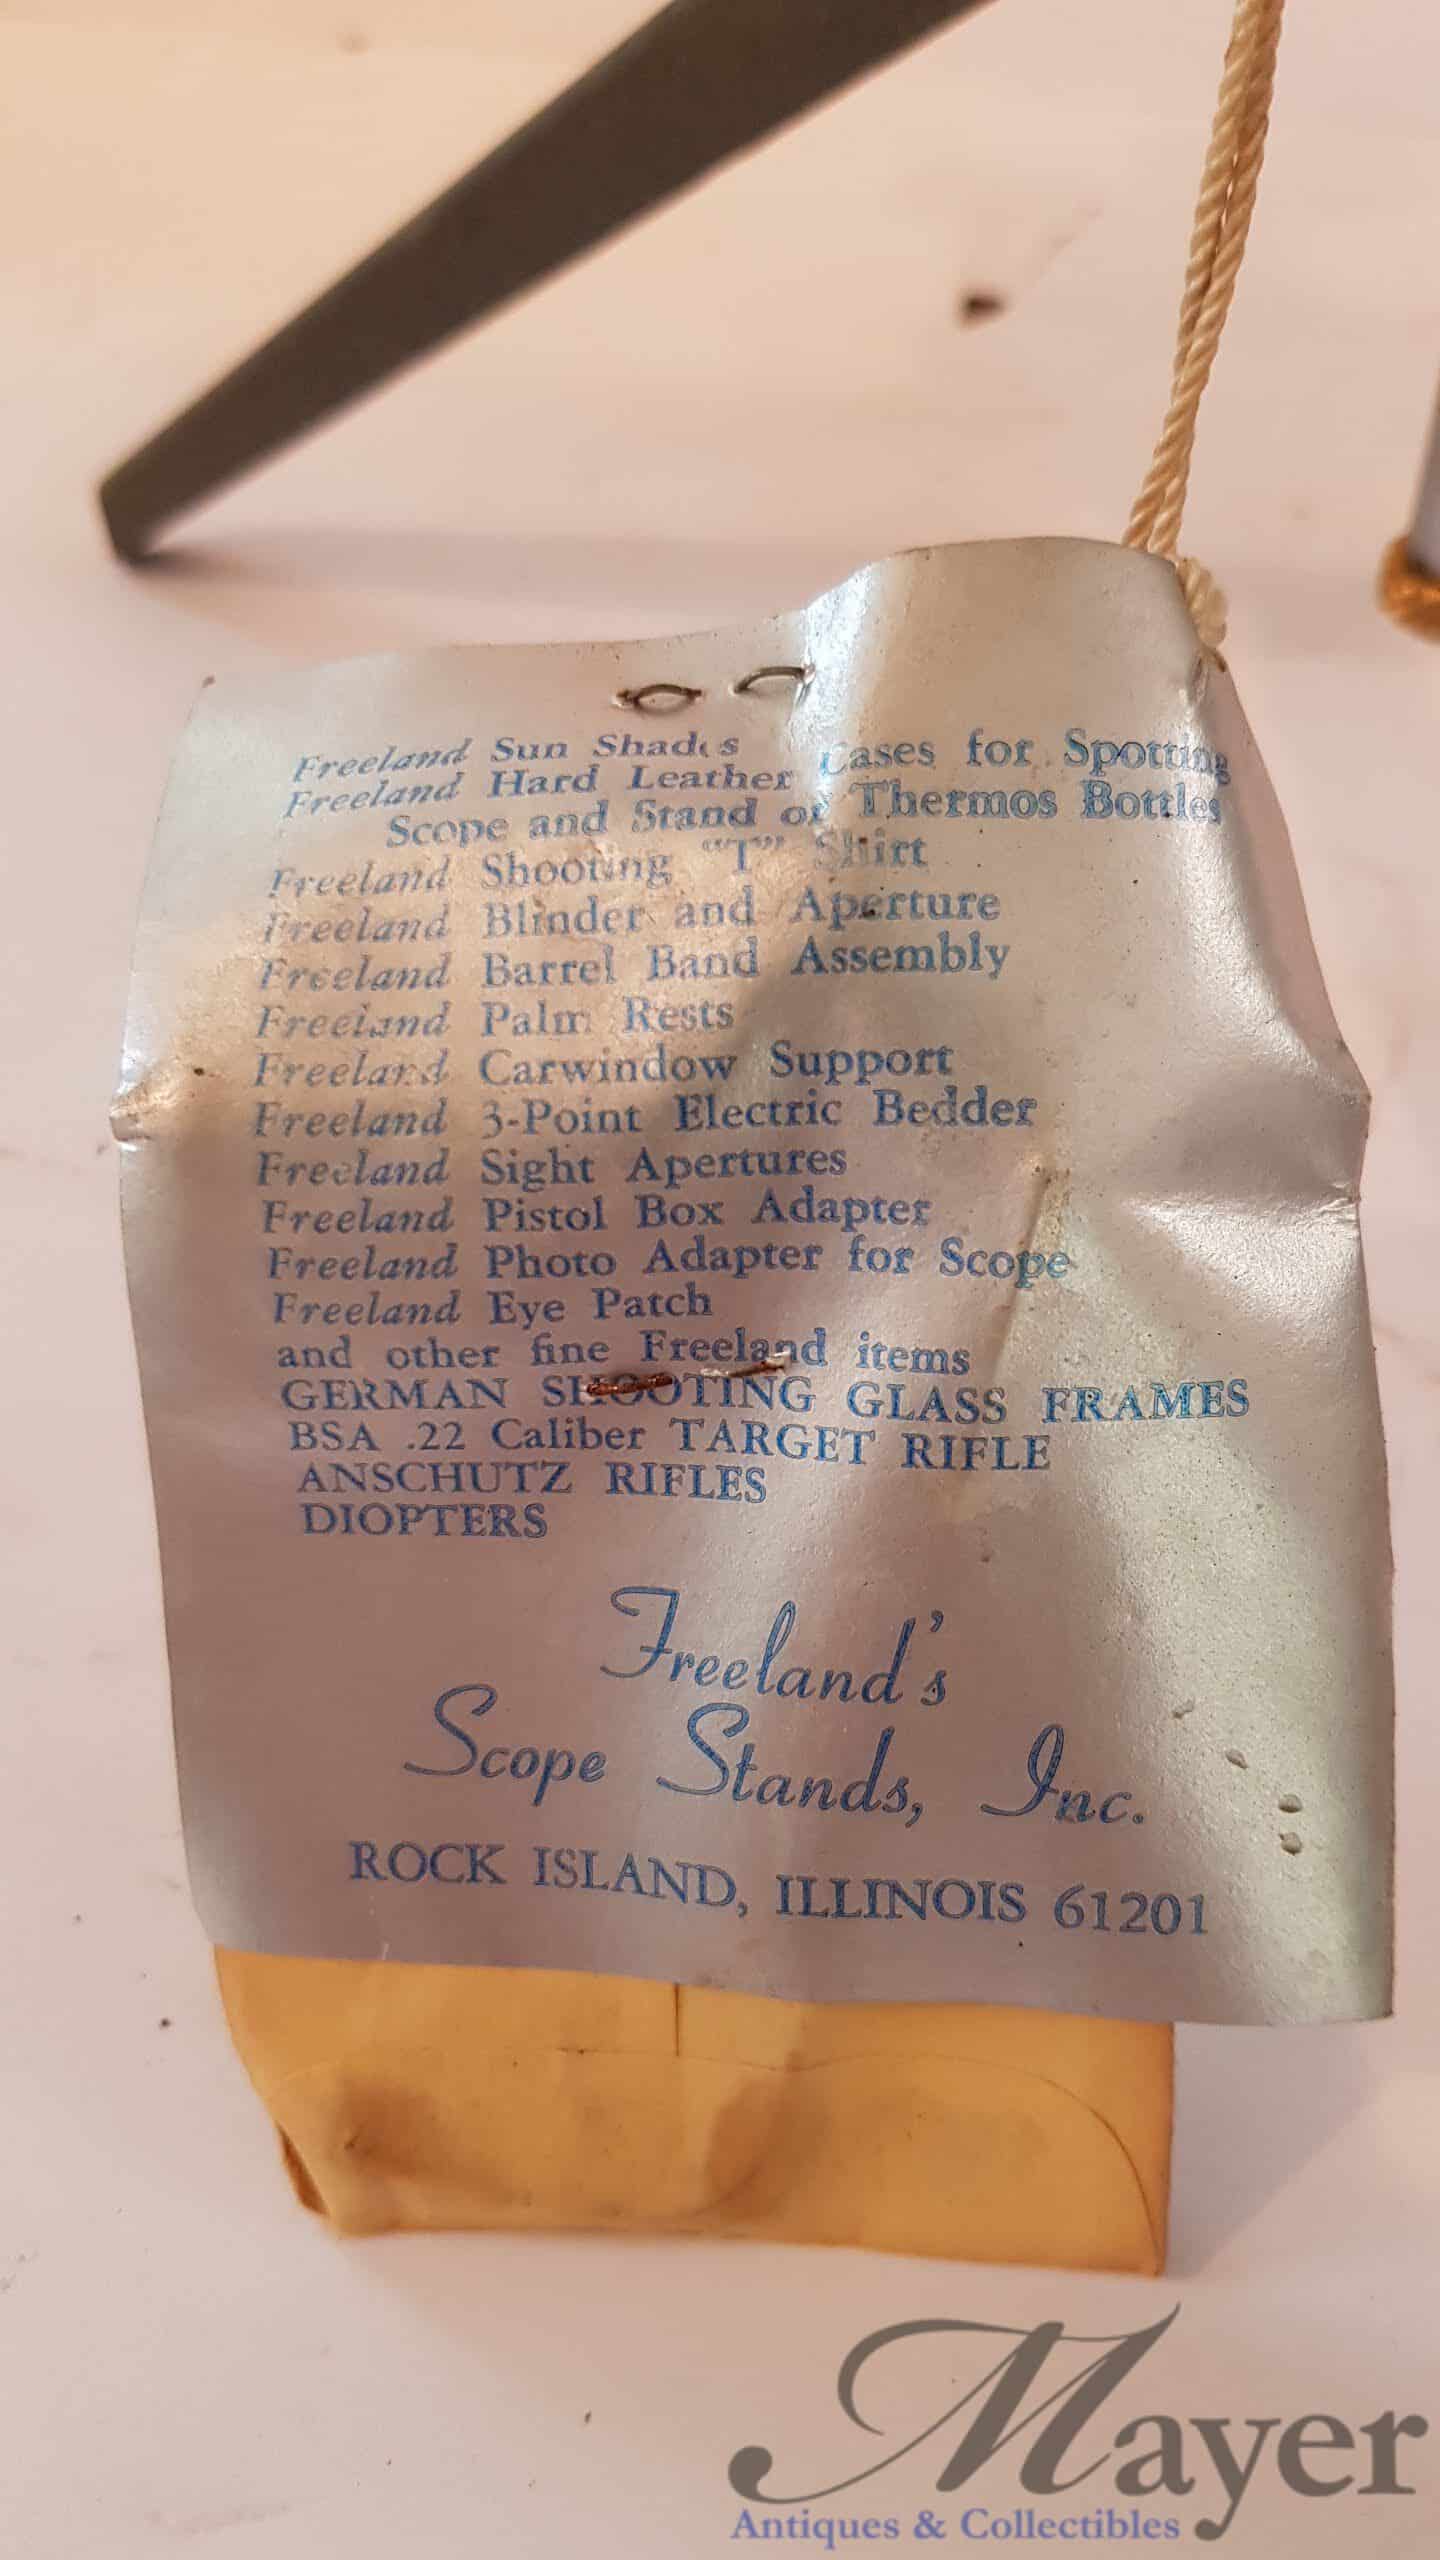 Freeland Sun Shades
Freeland Hard Leather Cases for Spotting
Scope and Stand or Thermos Bottles
Freeland Shooting "T" Shirt
Freeland Blinder and Aperture
Freeland Barrel Band Assembly
Freeland Palm Rests
Freeland Carwindow Support
Freeland 3-Point Electric Bedder
Freeland Sight Apertures
Freeland Pistol Box Adapter
Freeland Photo Adapter for Scope
Freeland Eye Patch
and other fine Freeland items
GERMAN SHOOTING GLASS FRAMES
BSA .22 Caliber TARGET RIFLE
ANSCHUTZ RIFLES
DIOPTERS
Freeland's
Scope Stands, Inc.
ROCK ISLAND, ILLINOIS 61201
Mayer
Antiques & Collectibles